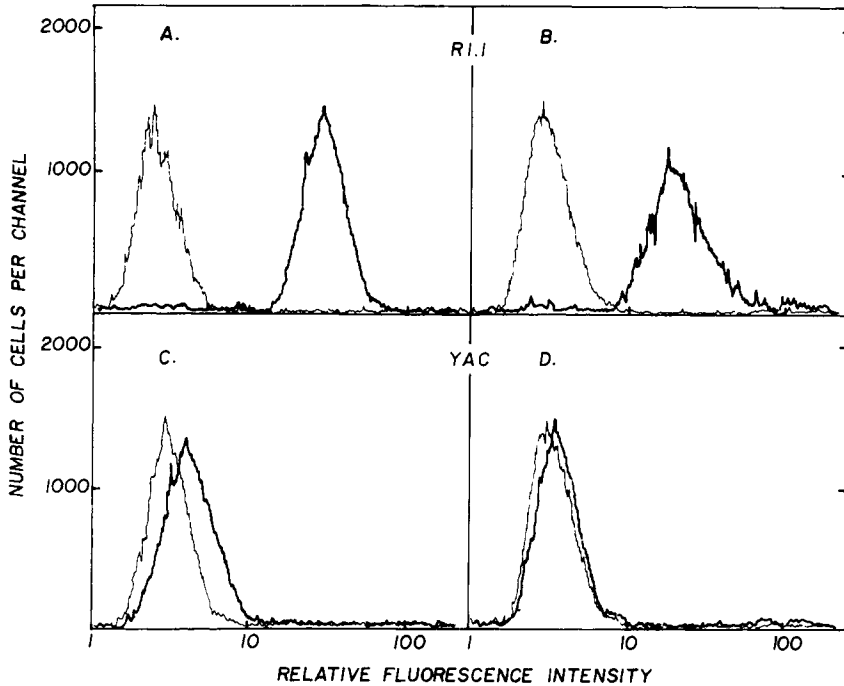 A.
R1.1
B.
2000
1000
C.
YAC
D.
2000
1000
NUMBER OF CELLS PER CHANNEL
1 10 100 1 10 100
RELATIVE FLUORESCENCE INTENSITY